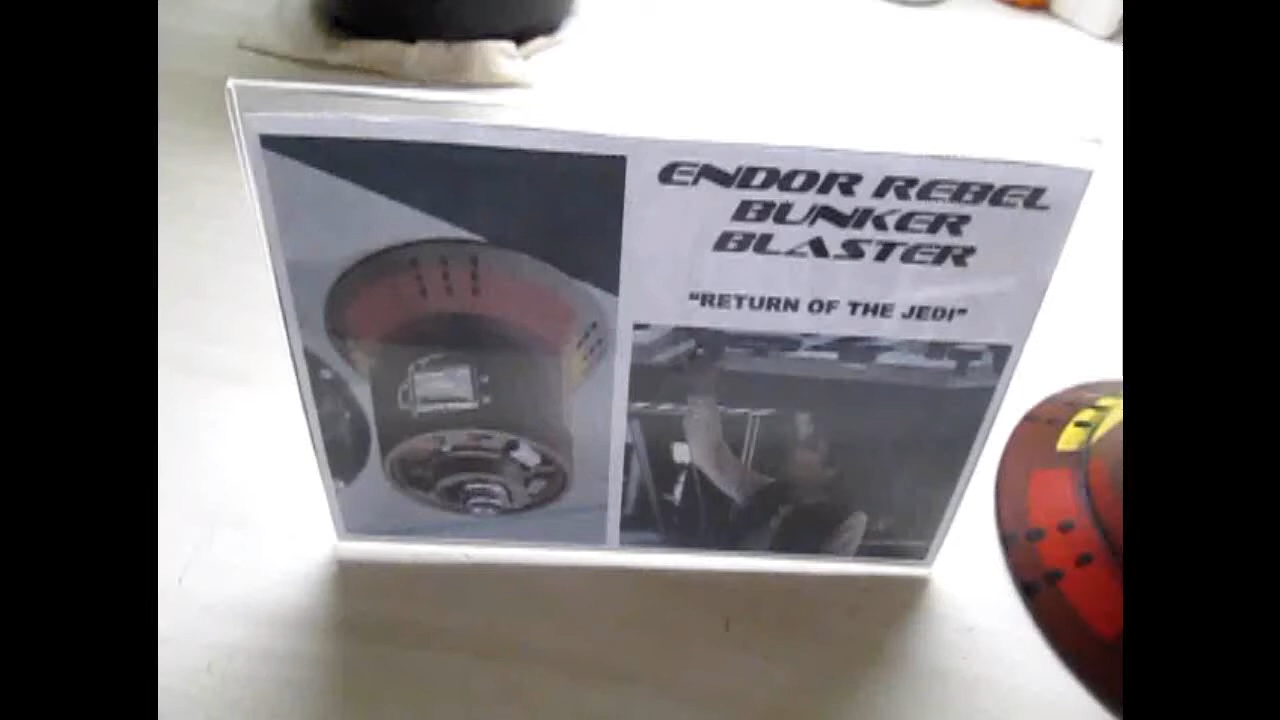 ENDOR REBEL
BUNKER
BLASTER
"RETURN OF THE JEDI"